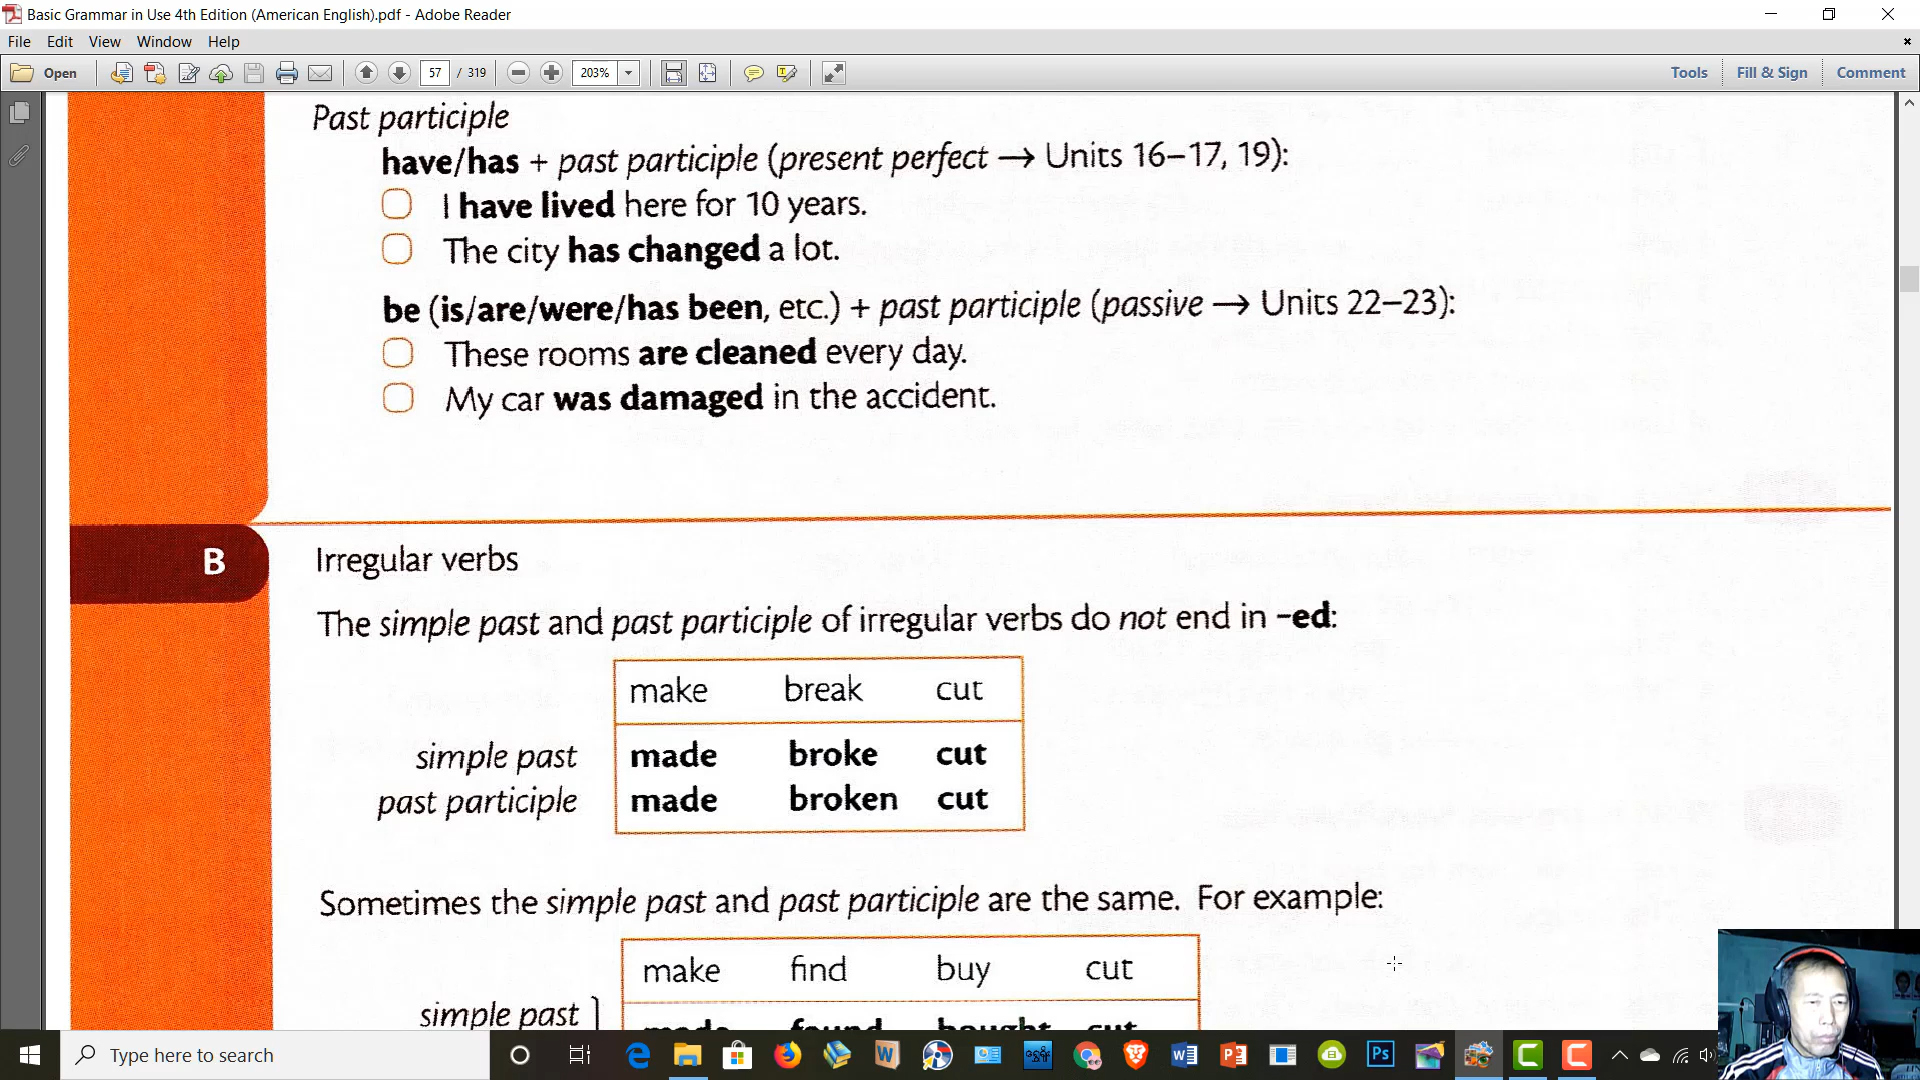 Basic Grammar in Use 4th Edition (American English).pdf - Adobe Reader
File Edit View Window Help
Open 57 / 319 203% Tools Fill & Sign Comment
Past participle
have/has + past participle (present perfect → Units 16–17, 19):
I have lived here for 10 years.
The city has changed a lot.
be (is/are/were/has been, etc.) + past participle (passive → Units 22–23):
These rooms are cleaned every day.
My car was damaged in the accident.
B Irregular verbs
The simple past and past participle of irregular verbs do not end in -ed:
make break cut
simple past made broke cut
past participle made broken cut
Sometimes the simple past and past participle are the same. For example:
make find buy cut
simple past made found bought cut
Type here to search